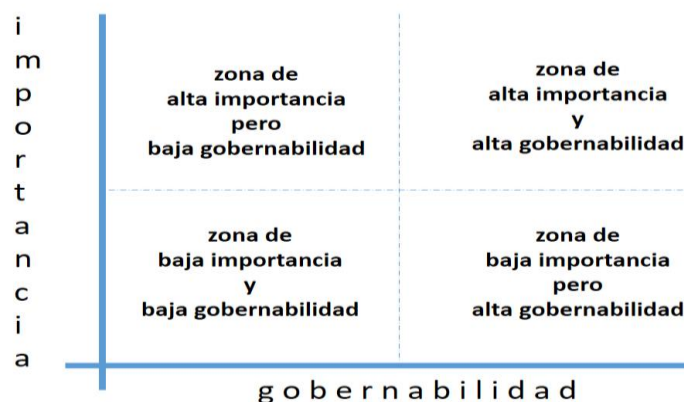 importancia
zona de
alta importancia
pero
baja gobernabilidad
zona de
alta importancia
y
alta gobernabilidad
zona de
baja importancia
y
baja gobernabilidad
zona de
baja importancia
pero
alta gobernabilidad
gobernabilidad